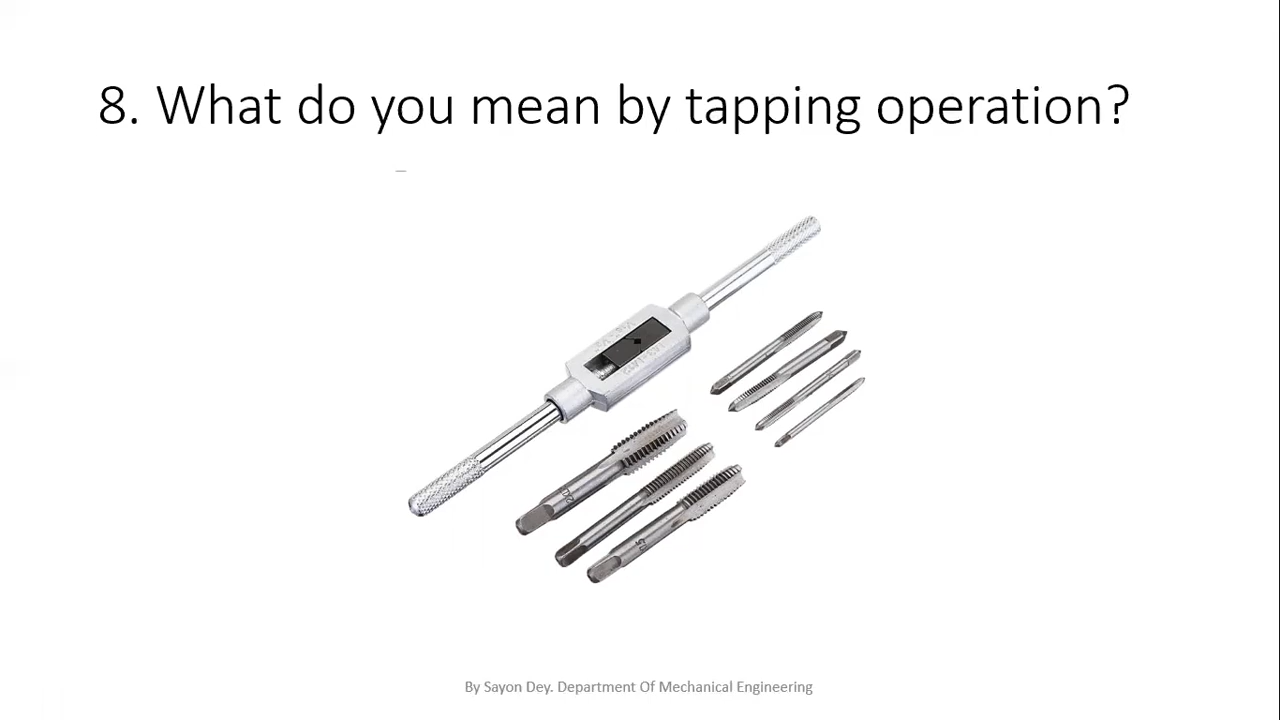 8. What do you mean by tapping operation?
By Sayon Dey. Department Of Mechanical Engineering